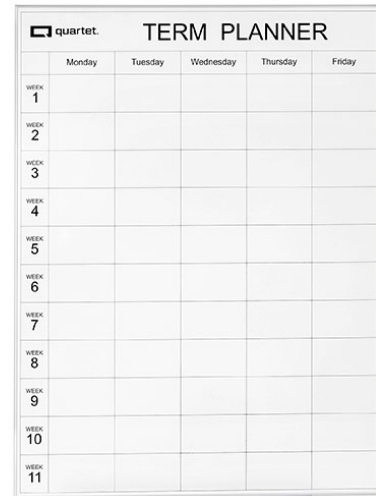 quartet.
TERM PLANNER
Monday Tuesday Wednesday Thursday Friday
WEEK
1
WEEK
2
WEEK
3
WEEK
4
WEEK
5
WEEK
6
WEEK
7
WEEK
8
WEEK
9
WEEK
10
WEEK
11